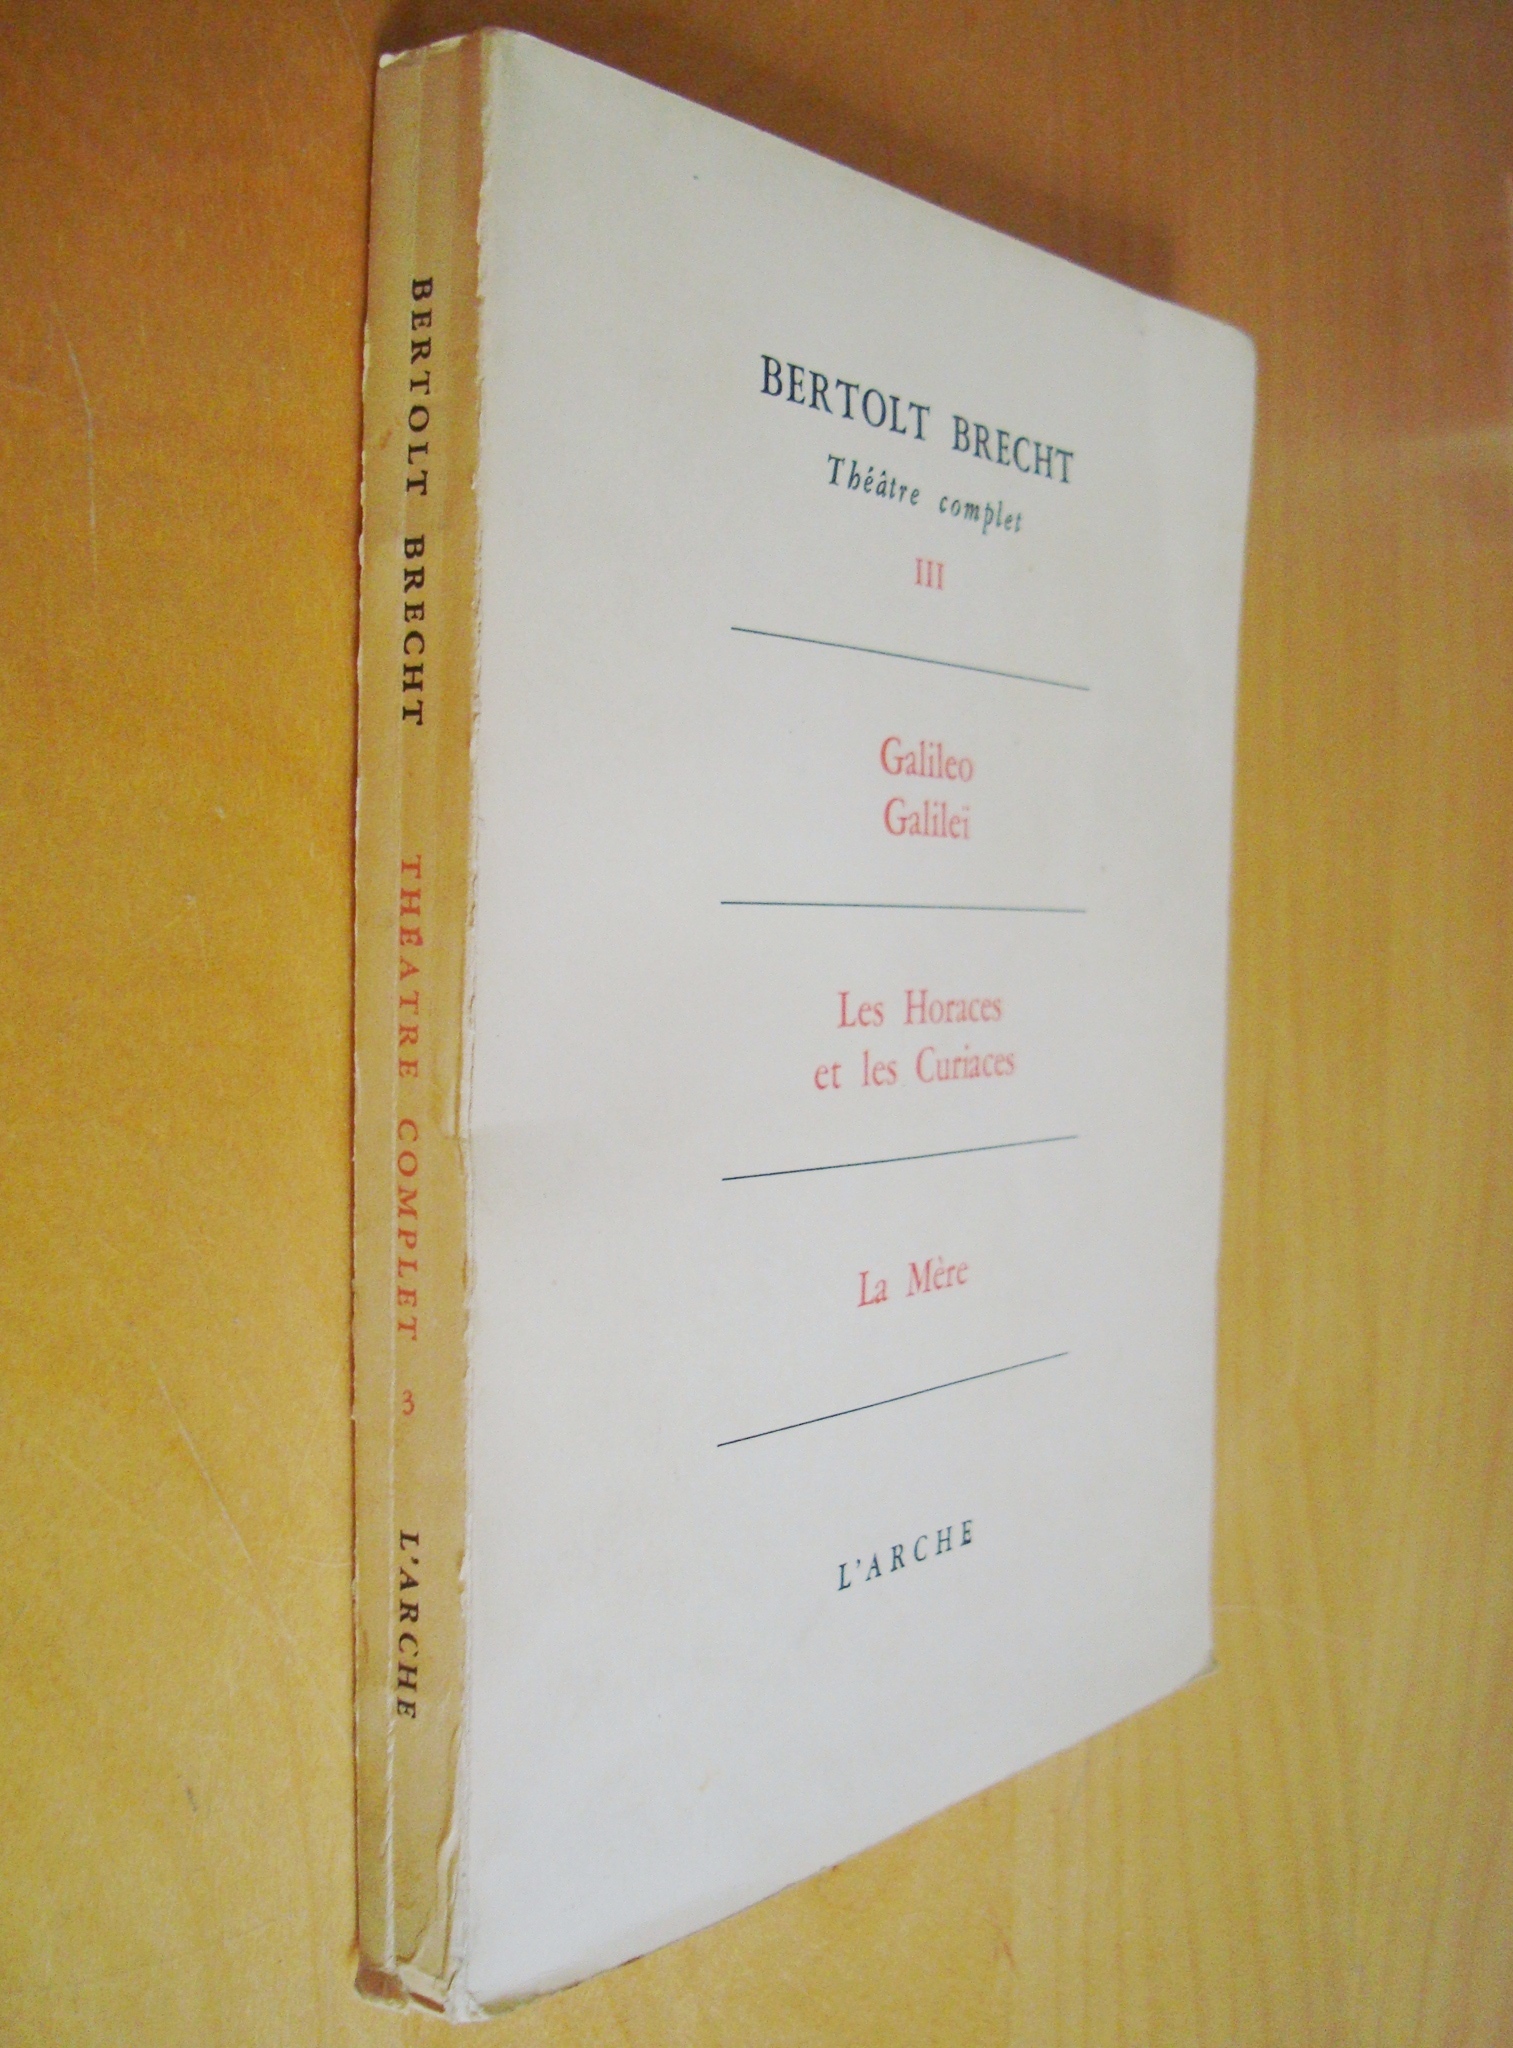 BERTOLT BRECHT THÉATRE COMPLET 3 L'ARCHE
BERTOLT BRECHT
Théâtre complet
III
Galileo
Galileï
Les Horaces
et les Curiaces
La Mère
L'ARCHE